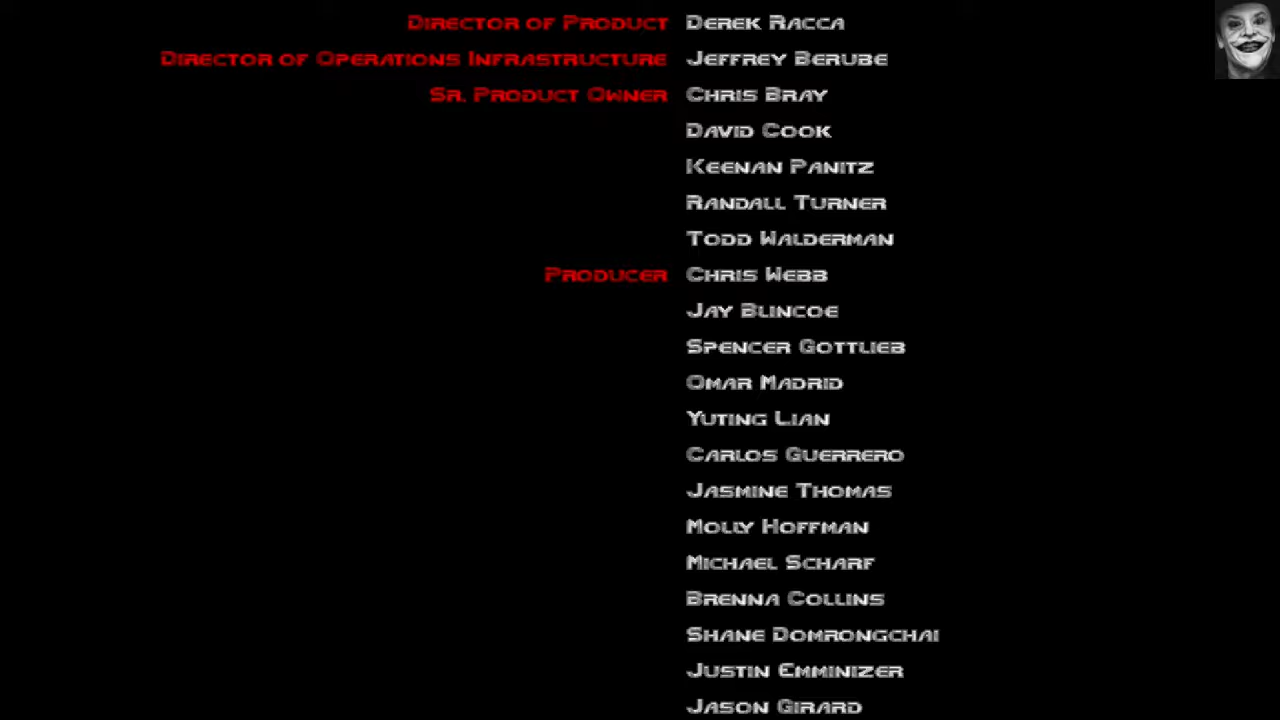 Director of Product Derek Racca
Director of Operations Infrastructure Jeffrey Berube
Sr. Product Owner Chris Bray
David Cook
Keenan Panitz
Randall Turner
Todd Walderman
Producer Chris Webb
Jay Blincoe
Spencer Gottlieb
Omar Madrid
Yuting Lian
Carlos Guerrero
Jasmine Thomas
Molly Hoffman
Michael Scharf
Brenna Collins
Shane Domrongchai
Justin Emminizer
Jason Girard